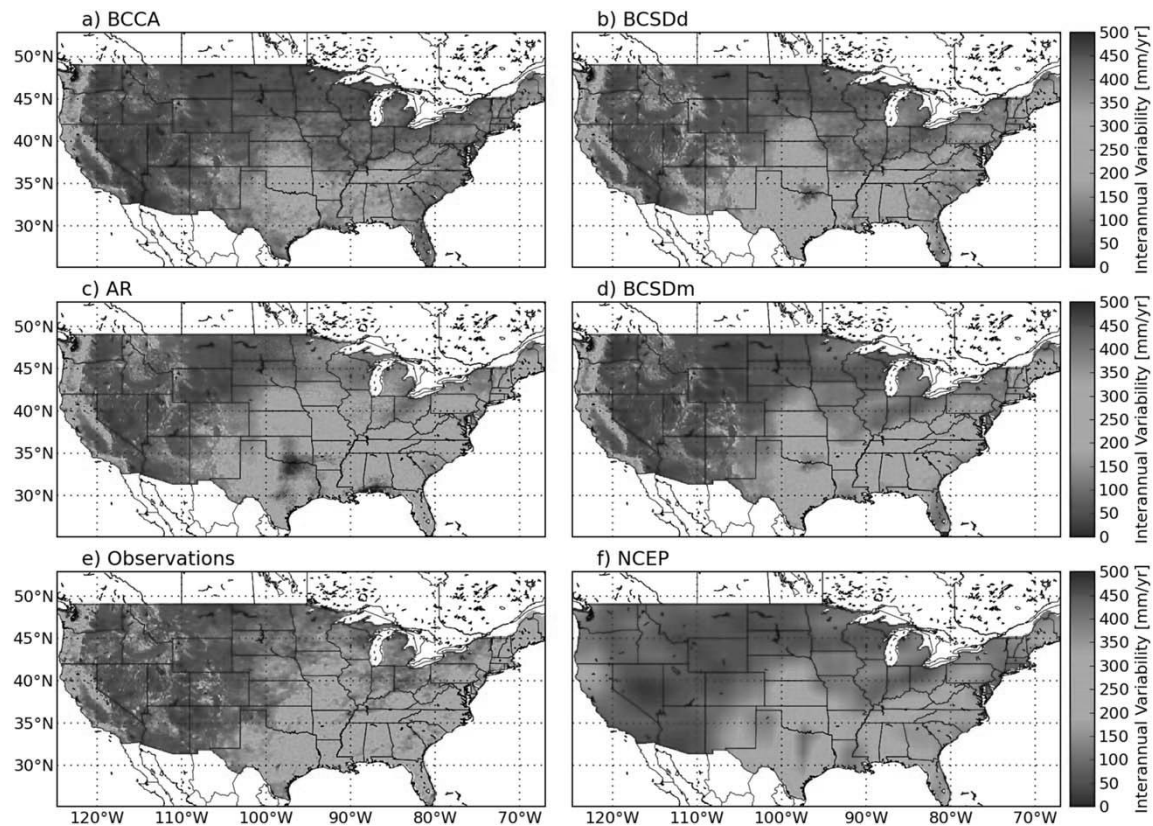 a) BCCA
b) BCSDd
50°N
45°N
40°N
35°N
30°N
500
450
400
350
300
250
200
150
100
50
0
Interannual Variability [mm/yr]
c) AR
d) BCSDm
50°N
45°N
40°N
35°N
30°N
500
450
400
350
300
250
200
150
100
50
0
Interannual Variability [mm/yr]
e) Observations
f) NCEP
50°N
45°N
40°N
35°N
30°N
500
450
400
350
300
250
200
150
100
50
0
Interannual Variability [mm/yr]
120°W 110°W 100°W 90°W 80°W 70°W 120°W 110°W 100°W 90°W 80°W 70°W